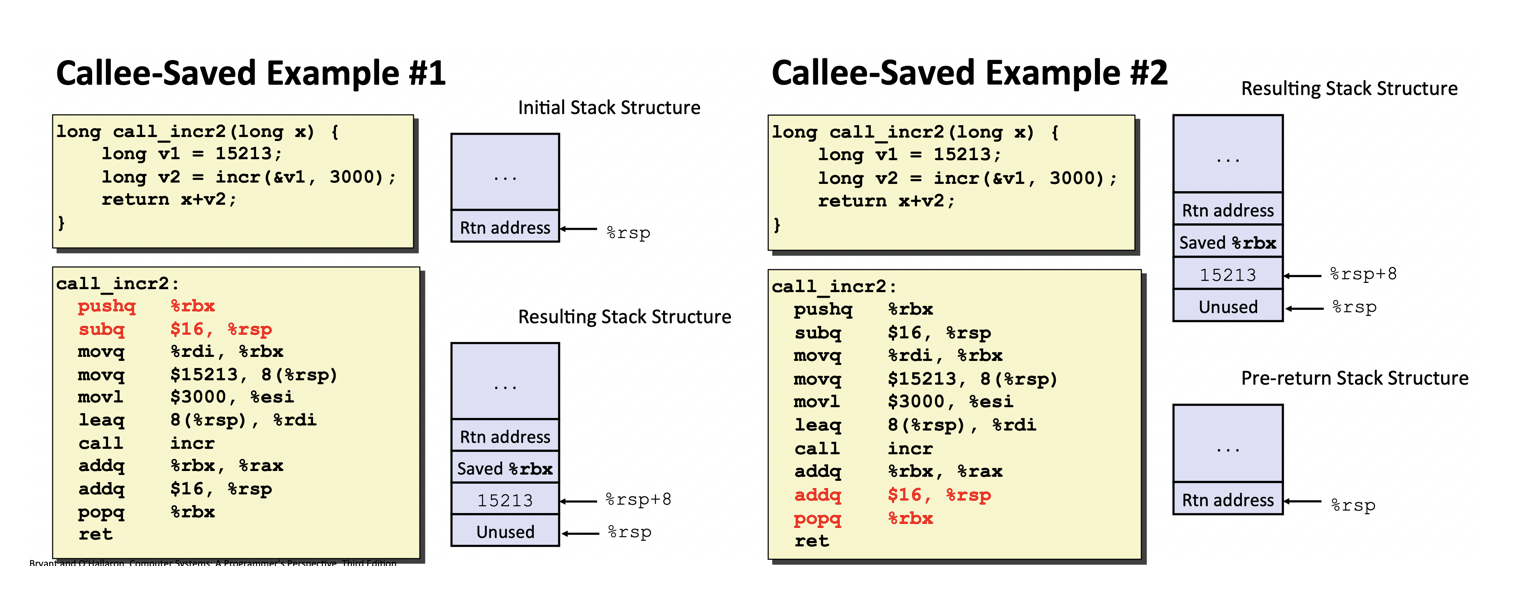 Callee-Saved Example #1
Initial Stack Structure
long call_incr2(long x) {
    long v1 = 15213;
    long v2 = incr(&v1, 3000);
    return x+v2;
}
...
Rtn address
%rsp
call_incr2:
  pushq   %rbx
  subq    $16, %rsp
  movq    %rdi, %rbx
  movq    $15213, 8(%rsp)
  movl    $3000, %esi
  leaq    8(%rsp), %rdi
  call    incr
  addq    %rbx, %rax
  addq    $16, %rsp
  popq    %rbx
  ret
Resulting Stack Structure
...
Rtn address
Saved %rbx
15213
%rsp+8
Unused
%rsp
Bryant and O'Hallaron, Computer Systems: A Programmer's Perspective, Third Edition
Callee-Saved Example #2
Resulting Stack Structure
long call_incr2(long x) {
    long v1 = 15213;
    long v2 = incr(&v1, 3000);
    return x+v2;
}
...
Rtn address
Saved %rbx
15213
%rsp+8
Unused
%rsp
call_incr2:
  pushq   %rbx
  subq    $16, %rsp
  movq    %rdi, %rbx
  movq    $15213, 8(%rsp)
  movl    $3000, %esi
  leaq    8(%rsp), %rdi
  call    incr
  addq    %rbx, %rax
  addq    $16, %rsp
  popq    %rbx
  ret
Pre-return Stack Structure
...
Rtn address
%rsp